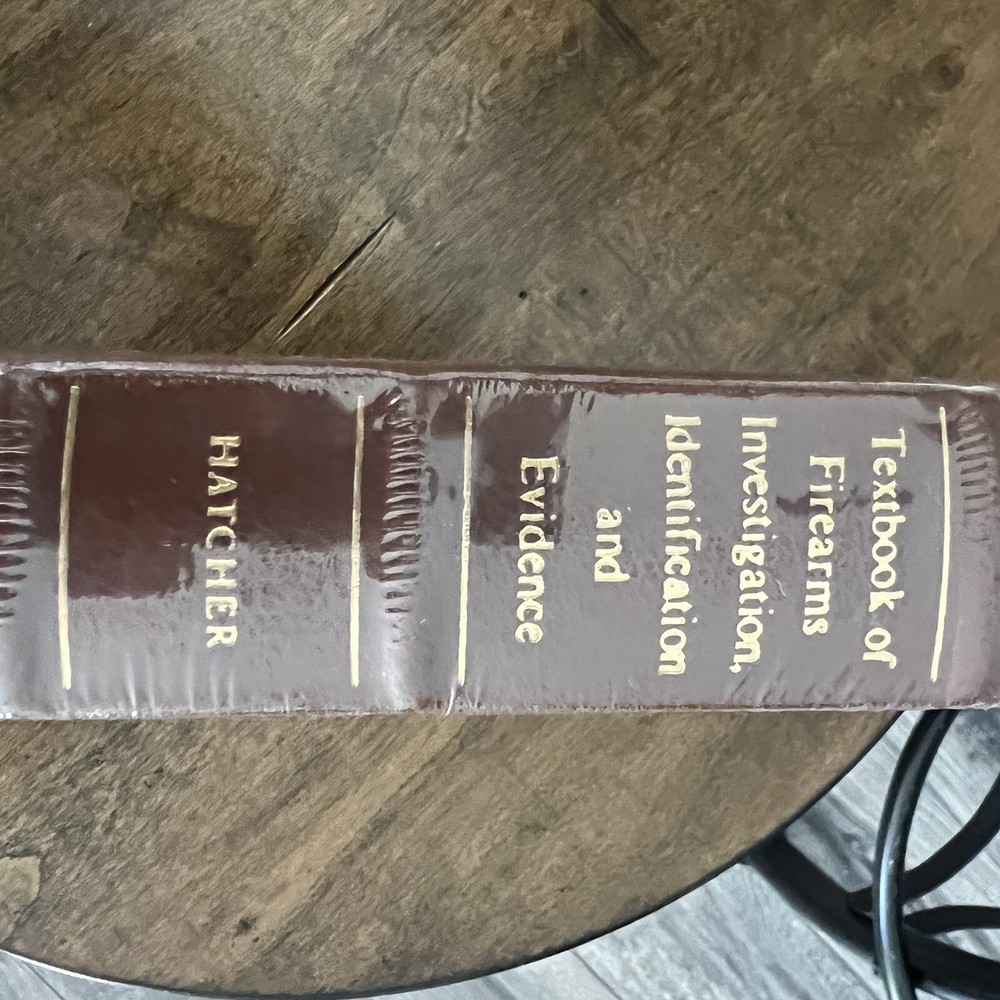 Textbook of
Firearms
Investigation,
Identification
and
Evidence
HATCHER